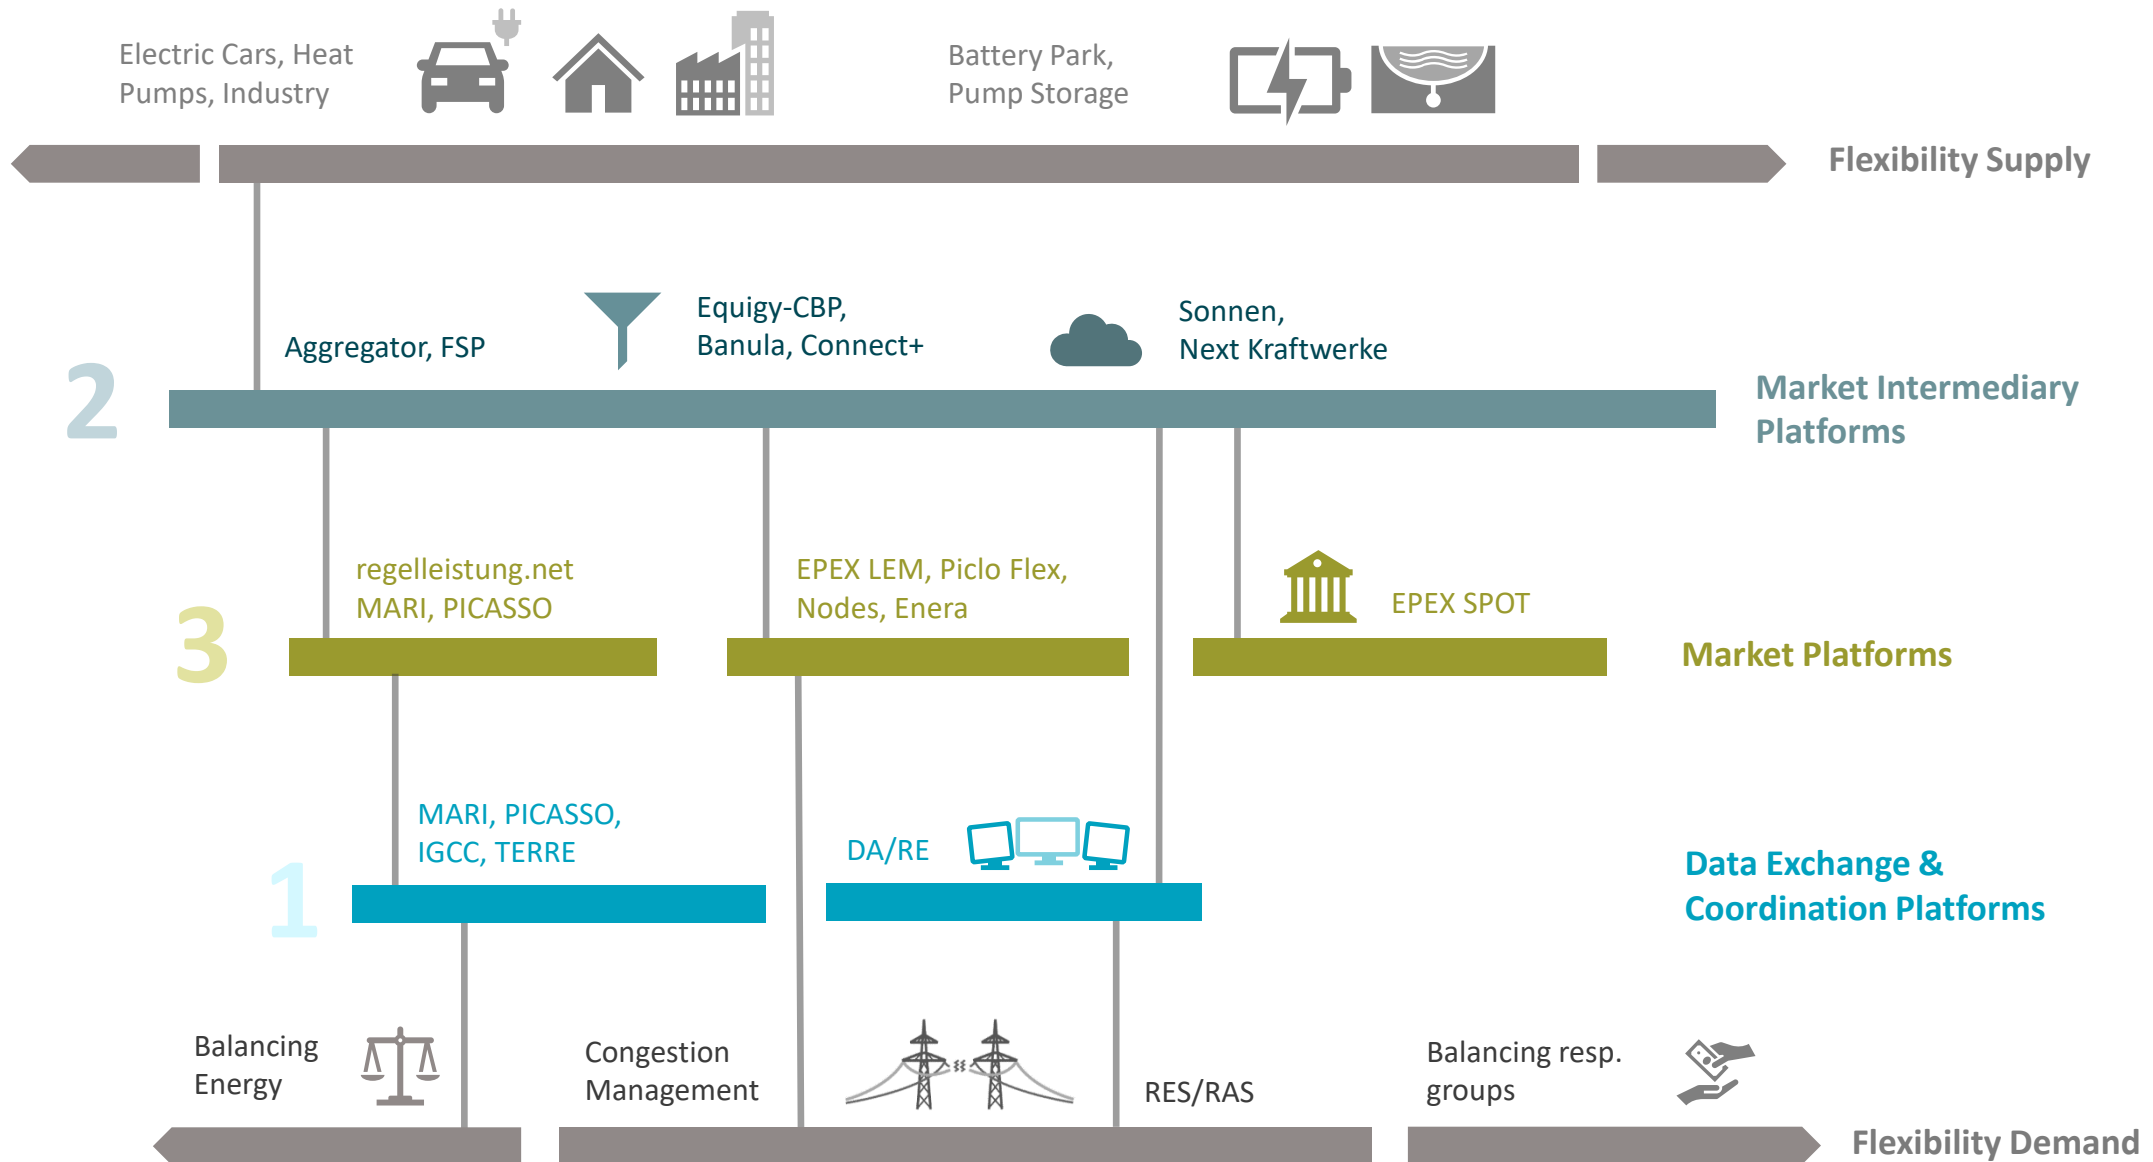 Electric Cars, Heat
Pumps, Industry
Battery Park,
Pump Storage
Flexibility Supply
Aggregator, FSP
Equigy-CBP,
Banula, Connect+
Sonnen,
Next Kraftwerke
2
Market Intermediary
Platforms
regelleistung.net
MARI, PICASSO
EPEX LEM, Piclo Flex,
Nodes, Enera
EPEX SPOT
3
Market Platforms
MARI, PICASSO,
IGCC, TERRE
DA/RE
1
Data Exchange &
Coordination Platforms
Balancing
Energy
Congestion
Management
RES/RAS
Balancing resp.
groups
Flexibility Demand